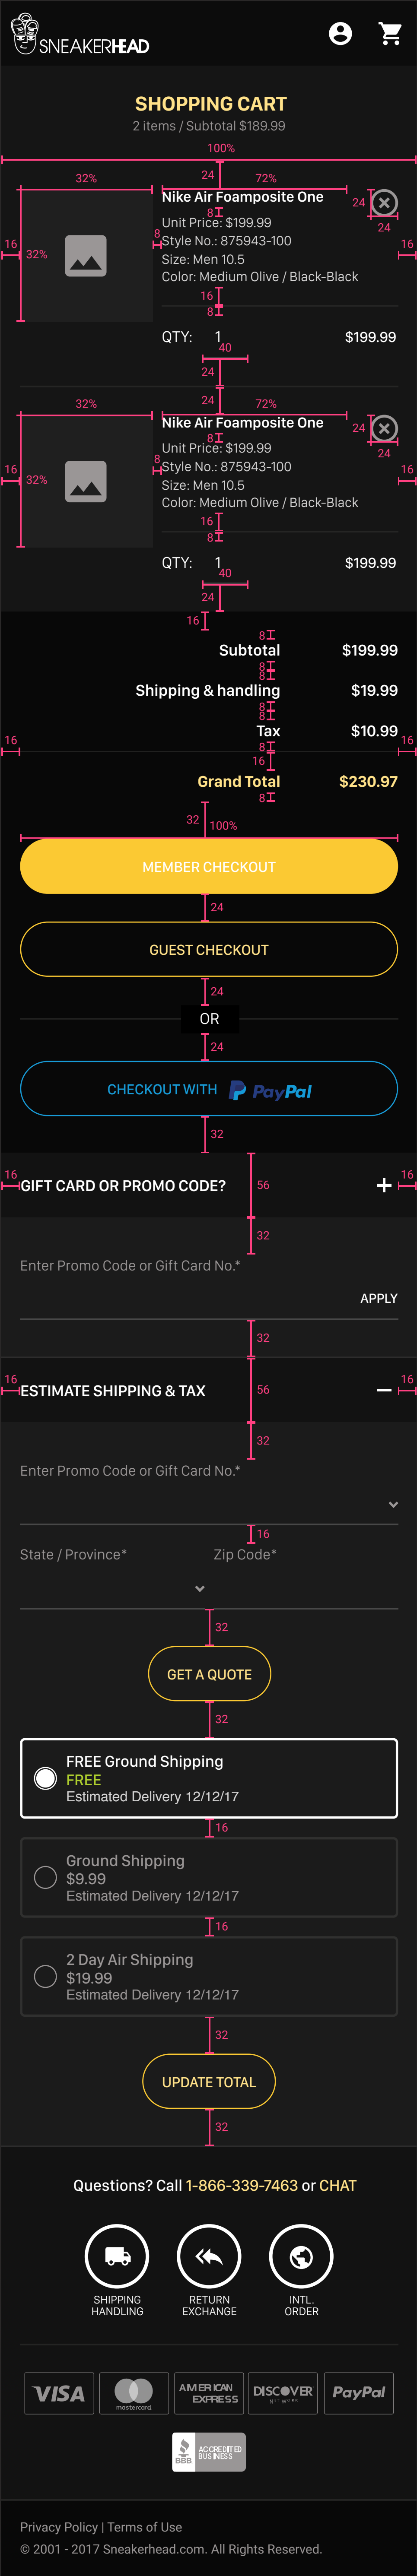 SNEAKERHEAD
SHOPPING CART
2 items / Subtotal $189.99
100%
24
32%
72%
Nike Air Foamposite One
24
8
Unit Price: $199.99
24
8
Style No.: 875943-100
16
32%
16
Size: Men 10.5
Color: Medium Olive / Black-Black
16
8
QTY: 1 $199.99
40
24
24
32%
72%
Nike Air Foamposite One
24
8
Unit Price: $199.99
24
8
Style No.: 875943-100
16
32%
16
Size: Men 10.5
Color: Medium Olive / Black-Black
16
8
QTY: 1 $199.99
40
24
16
8
Subtotal $199.99
8
8
Shipping & handling $19.99
8
8
Tax $10.99
16
8
16
16
Grand Total $230.97
8
32
100%
MEMBER CHECKOUT
24
GUEST CHECKOUT
24
OR
24
CHECKOUT WITH PayPal
32
16
GIFT CARD OR PROMO CODE?
56
16
32
Enter Promo Code or Gift Card No.*
APPLY
32
16
ESTIMATE SHIPPING & TAX
56
16
32
Enter Promo Code or Gift Card No.*
16
State / Province* Zip Code*
32
GET A QUOTE
32
FREE Ground Shipping
FREE
Estimated Delivery 12/12/17
16
Ground Shipping
$9.99
Estimated Delivery 12/12/17
16
2 Day Air Shipping
$19.99
Estimated Delivery 12/12/17
32
UPDATE TOTAL
32
Questions? Call 1-866-339-7463 or CHAT
SHIPPING
HANDLING
RETURN
EXCHANGE
INTL.
ORDER
VISA
mastercard
AMERICAN
EXPRESS
DISCOVER
NETWORK
PayPal
BBB
ACCREDITED
BUSINESS
Privacy Policy | Terms of Use
© 2001 - 2017 Sneakerhead.com. All Rights Reserved.